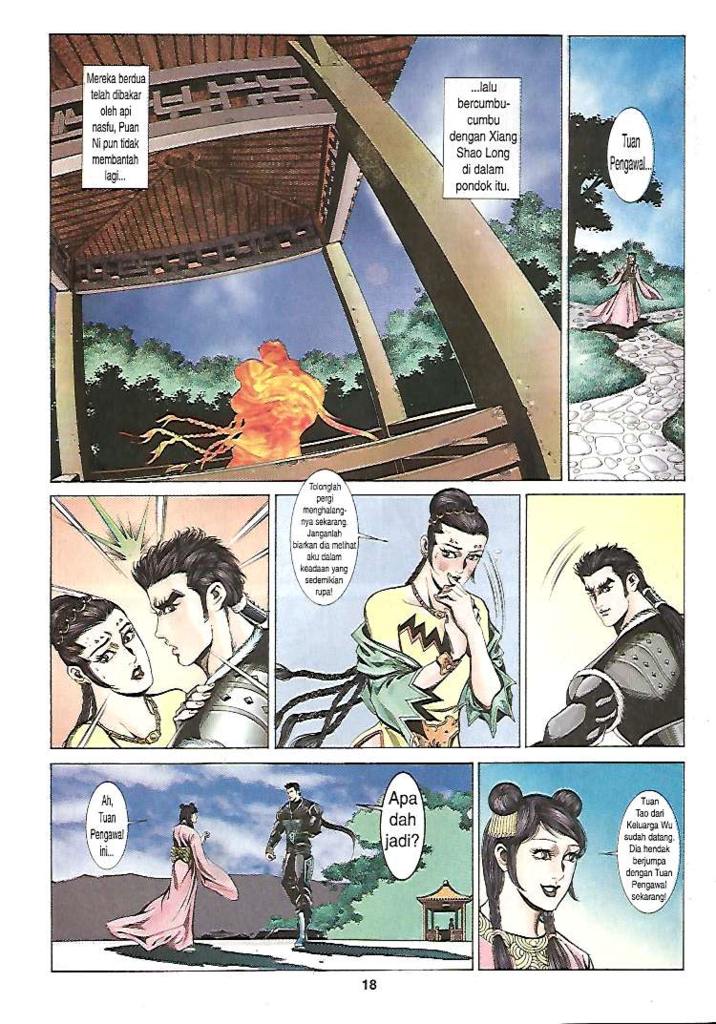 Mereka berdua
telah dibakar
oleh api
nasfu, Puan
Ni pun tidak
membantah
lagi...
...lalu
bercumbu-
cumbu
dengan Xiang
Shao Long
di dalam
pondok itu.
Tuan
Pengawal...
Tolonglah
pergi
menghalang-
nya sekarang.
Janganlah
biarkan dia melihat
aku dalam
keadaan yang
sedemikian
rupa!
Ah,
Tuan
Pengawal
ini...
Apa
dah
jadi?
Tuan
Tao dari
Keluarga Wu
sudah datang.
Dia hendak
berjumpa
dengan Tuan
Pengawal
sekarang!
18